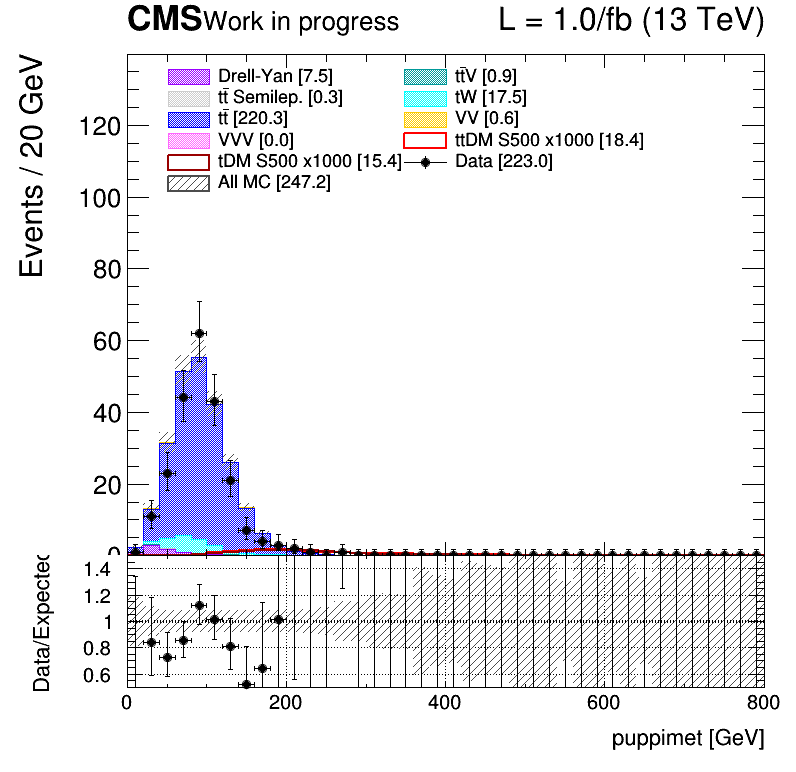 CMS Work in progress L = 1.0/fb (13 TeV)
Events / 20 GeV
Drell-Yan [7.5] tt̄V [0.9]
tt̄ Semilep. [0.3] tW [17.5]
tt̄ [220.3] VV [0.6]
VVV [0.0] ttDM S500 x1000 [18.4]
tDM S500 x1000 [15.4] Data [223.0]
All MC [247.2]
120
100
80
60
40
20
0
Data/Expected
1.4
1.2
1
0.8
0.6
0 200 400 600 800
puppimet [GeV]